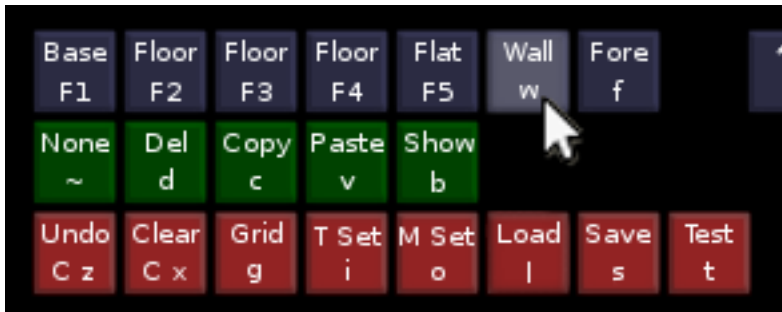 Base Floor Floor Floor Flat Wall Fore
F1 F2 F3 F4 F5 w f
None Del Copy Paste Show
~ d c v b
Undo Clear Grid T Set M Set Load Save Test
C z C x g i o l s t